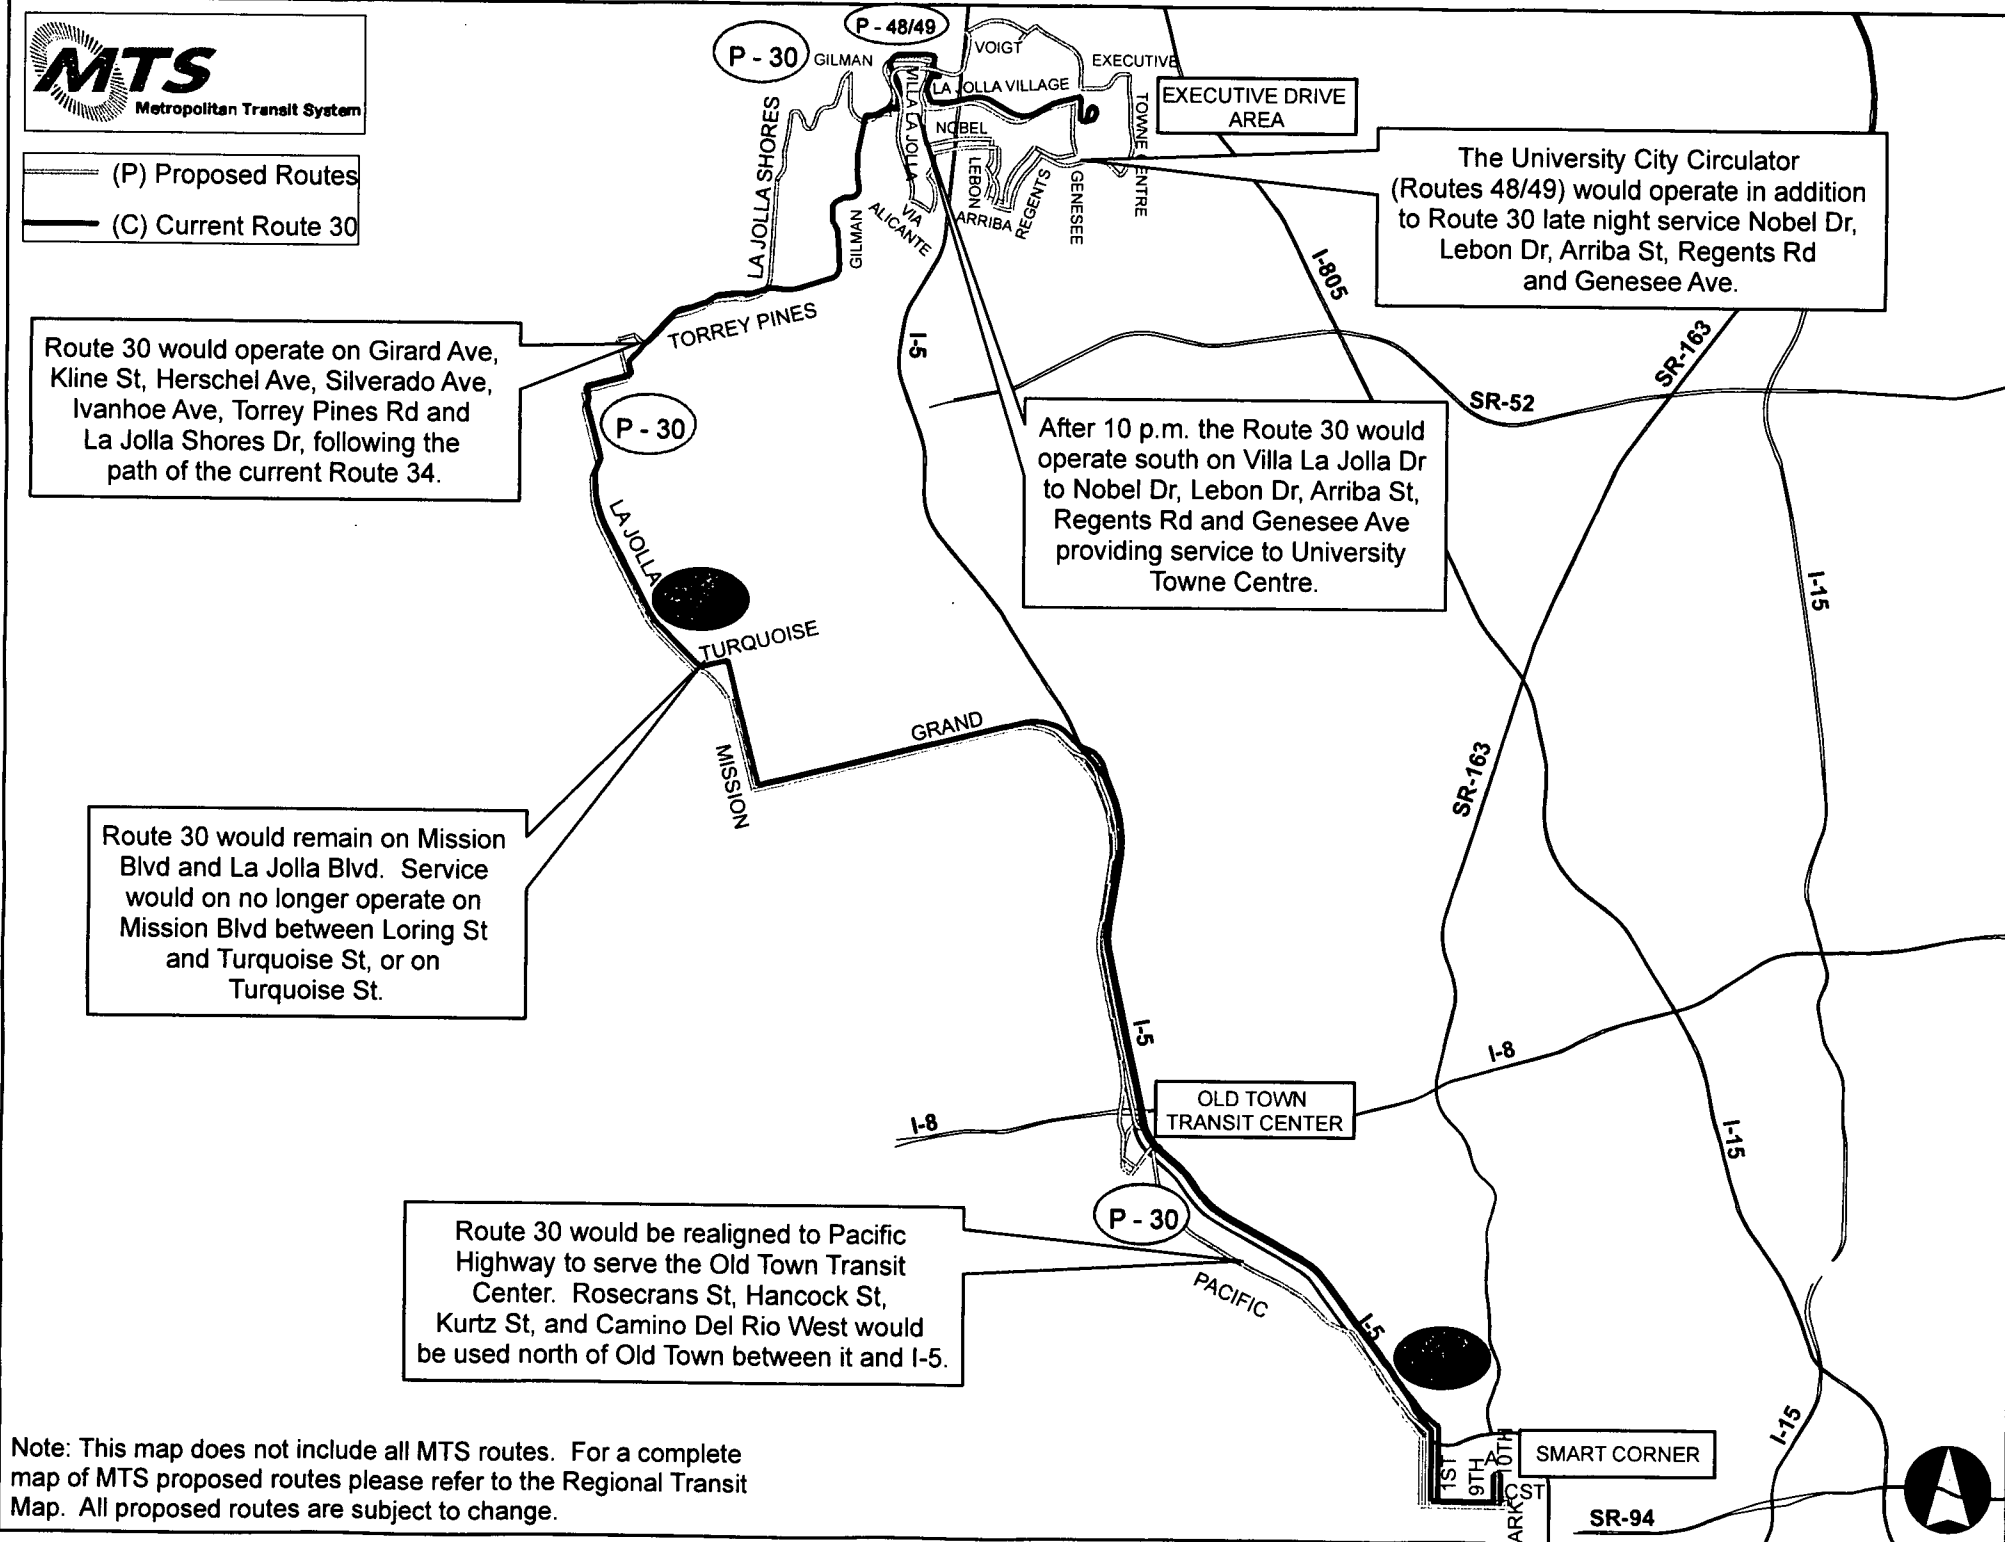 MTS
Metropolitan Transit System
(P) Proposed Routes
(C) Current Route 30
P - 30
P - 48/49
GILMAN
VOIGT
EXECUTIVE
LA JOLLA VILLAGE
VILLA LA JOLLA
NOBEL
LEBON
ARRIBA
REGENTS
GENESEE
TOWNE CENTRE
VIA
ALICANTE
LA JOLLA SHORES
GILMAN
TORREY PINES
EXECUTIVE DRIVE
AREA
The University City Circulator
(Routes 48/49) would operate in addition
to Route 30 late night service Nobel Dr,
Lebon Dr, Arriba St, Regents Rd
and Genesee Ave.
I-805
I-5
SR-163
SR-52
Route 30 would operate on Girard Ave,
Kline St, Herschel Ave, Silverado Ave,
Ivanhoe Ave, Torrey Pines Rd and
La Jolla Shores Dr, following the
path of the current Route 34.
P - 30
After 10 p.m. the Route 30 would
operate south on Villa La Jolla Dr
to Nobel Dr, Lebon Dr, Arriba St,
Regents Rd and Genesee Ave
providing service to University
Towne Centre.
LA JOLLA
TURQUOISE
I-15
GRAND
MISSION
SR-163
Route 30 would remain on Mission
Blvd and La Jolla Blvd. Service
would on no longer operate on
Mission Blvd between Loring St
and Turquoise St, or on
Turquoise St.
I-5
I-8
OLD TOWN
TRANSIT CENTER
I-8
I-15
P - 30
Route 30 would be realigned to Pacific
Highway to serve the Old Town Transit
Center. Rosecrans St, Hancock St,
Kurtz St, and Camino Del Rio West would
be used north of Old Town between it and I-5.
PACIFIC
I-5
I-15
1ST
9TH
A
10TH
CST
ARK
SMART CORNER
SR-94
Note: This map does not include all MTS routes. For a complete
map of MTS proposed routes please refer to the Regional Transit
Map. All proposed routes are subject to change.